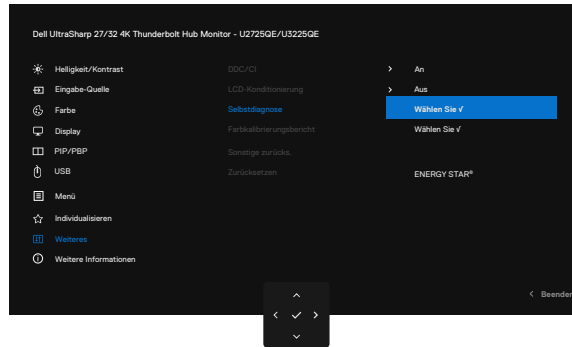 Dell UltraSharp 27/32 4K Thunderbolt Hub Monitor - U2725QE/U3225QE
Helligkeit/Kontrast DDC/CI > An
Eingabe-Quelle LCD-Konditionierung > Aus
Farbe Selbstdiagnose Wählen Sie √
Display Farbkalibrierungsbericht Wählen Sie √
PIP/PBP Sonstige zurücks.
USB Zurücksetzen ENERGY STAR®
Menü
Individualisieren
Weiteres
Weitere Informationen
< Beenden